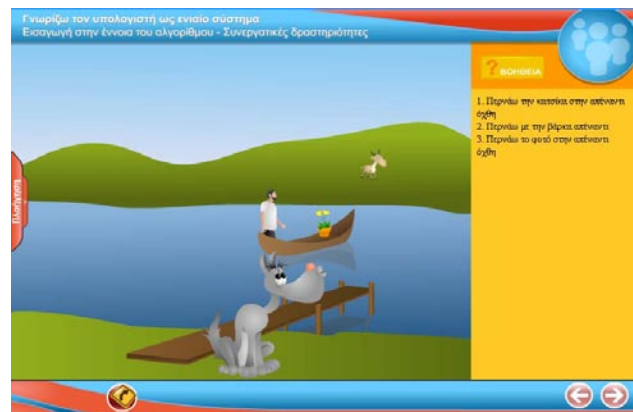 Γνωρίζω τον υπολογιστή ως ενιαίο σύστημα
Εισαγωγή στην έννοια του αλγορίθμου - Συνεργατικές δραστηριότητες
? ΒΟΗΘΕΙΑ
1. Περνάω την κατσίκα στην απέναντι
όχθη
2. Περνάω με την βάρκα απέναντι
3. Περνάω το φυτό στην απέναντι
όχθη
Πλοήγηση